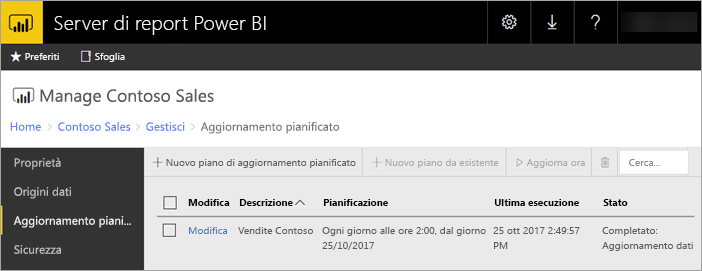 Server di report Power BI
?
Preferiti Sfoglia
Manage Contoso Sales
Home > Contoso Sales > Gestisci > Aggiornamento pianificato
Proprietà
Origini dati
Aggiornamento piani...
Sicurezza
+ Nuovo piano di aggiornamento pianificato + Nuovo piano da esistente Aggiorna ora Cerca...
Modifica Descrizione Pianificazione Ultima esecuzione Stato
Modifica Vendite Contoso Ogni giorno alle ore 2:00, dal giorno 25 ott 2017 2:49:57 Completato:
25/10/2017 PM Aggiornamento dati